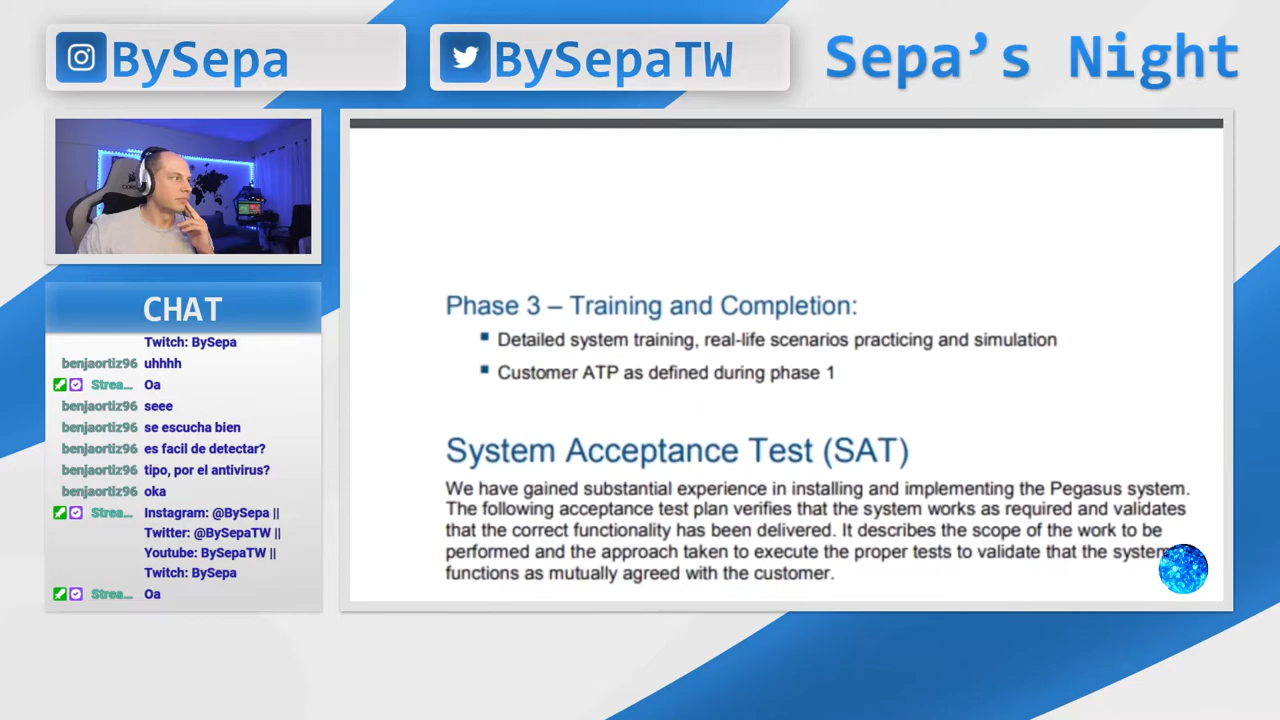 BySepa
BySepaTW
Sepa's Night
CHAT
Twitch: BySepa
benjaortiz96 uhhhh
Strea... Oa
benjaortiz96 seee
benjaortiz96 se escucha bien
benjaortiz96 es facil de detectar?
benjaortiz96 tipo, por el antivirus?
benjaortiz96 oka
Strea... Instagram: @BySepa ||
Twitter: @BySepaTW ||
Youtube: BySepaTW ||
Twitch: BySepa
Strea... Oa
Phase 3 – Training and Completion:
Detailed system training, real-life scenarios practicing and simulation
Customer ATP as defined during phase 1
System Acceptance Test (SAT)
We have gained substantial experience in installing and implementing the Pegasus system.
The following acceptance test plan verifies that the system works as required and validates
that the correct functionality has been delivered. It describes the scope of the work to be
performed and the approach taken to execute the proper tests to validate that the system
functions as mutually agreed with the customer.